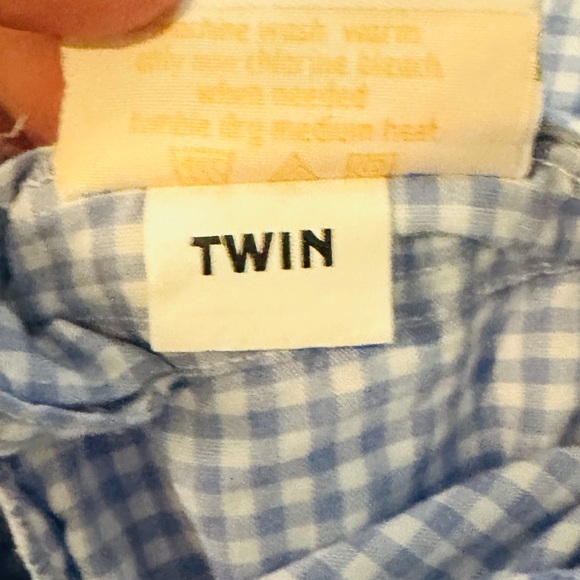 machine wash warm
only non chlorine bleach
when needed
tumble dry medium heat
TWIN